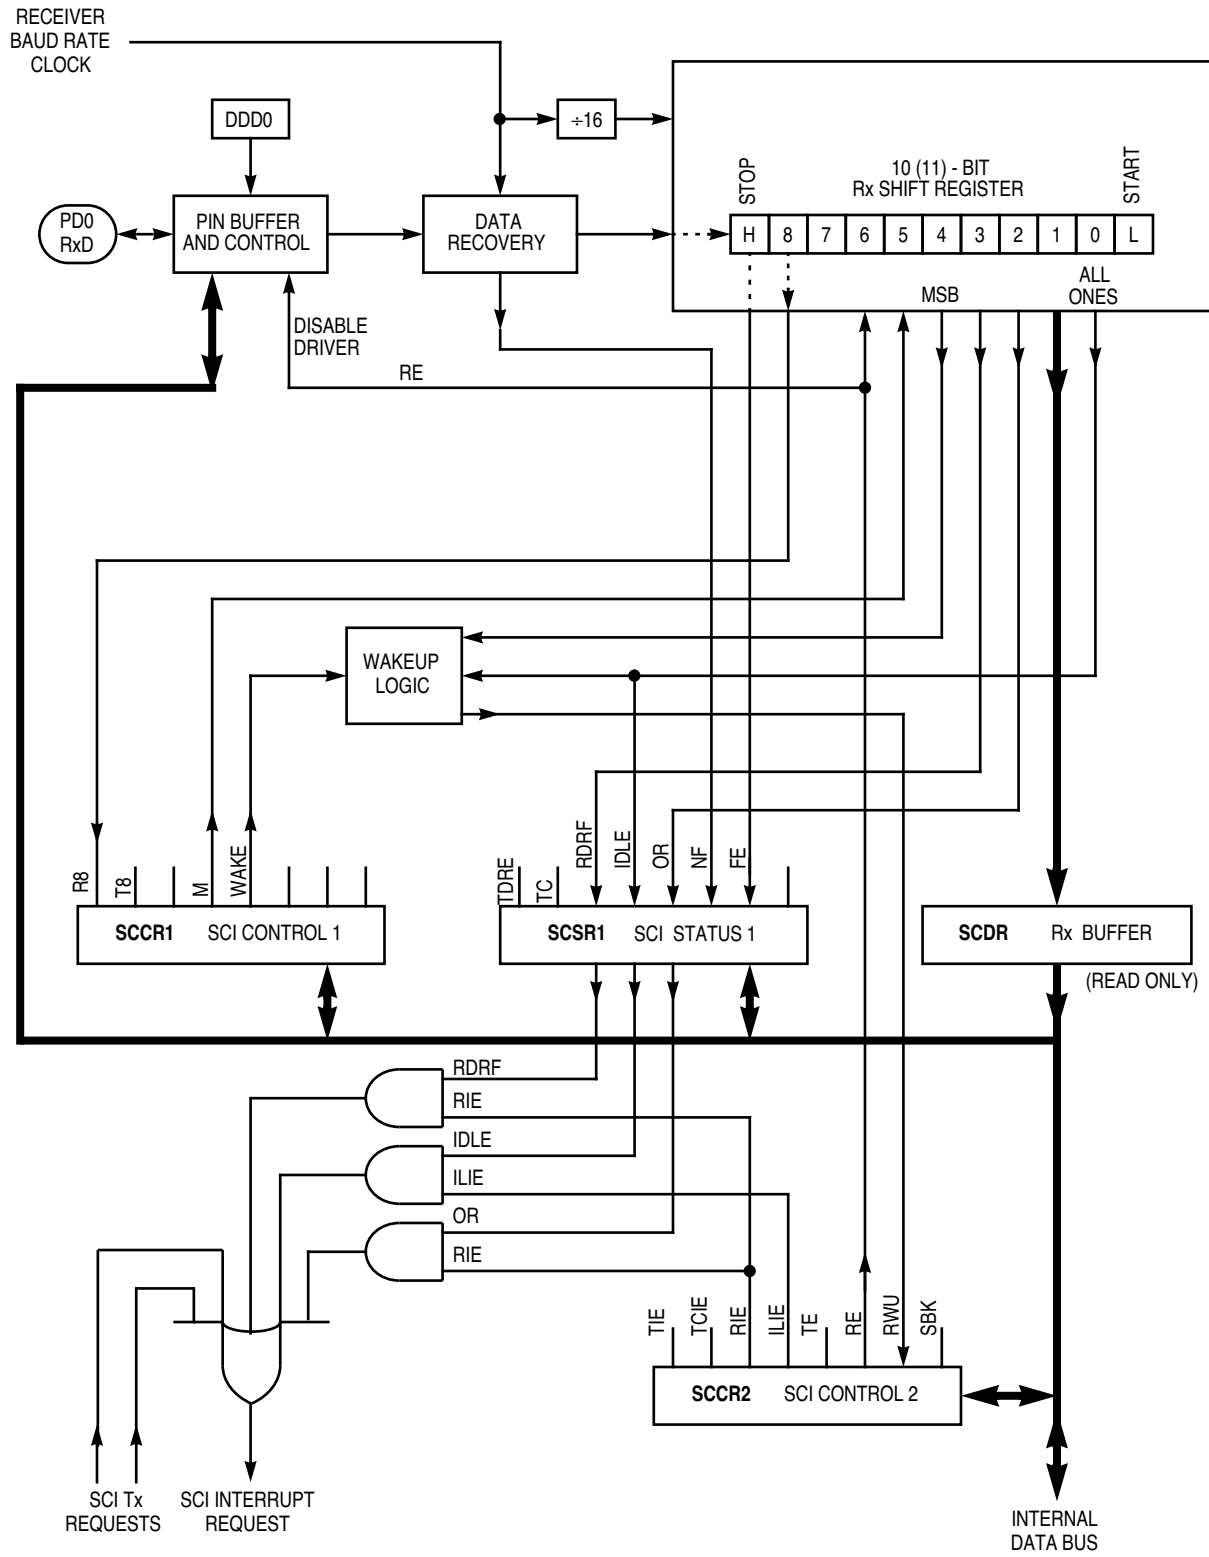 RECEIVER
BAUD RATE
CLOCK
DDD0
÷16
STOP
10 (11) - BIT
Rx SHIFT REGISTER
START
PD0
RxD
PIN BUFFER
AND CONTROL
DATA
RECOVERY
H 8 7 6 5 4 3 2 1 0 L
MSB
ALL
ONES
DISABLE
DRIVER
RE
WAKEUP
LOGIC
R8
T8
M
WAKE
TDRE
TC
RDRF
IDLE
OR
NF
FE
SCCR1 SCI CONTROL 1
SCSR1 SCI STATUS 1
SCDR Rx BUFFER
(READ ONLY)
RDRF
RIE
IDLE
ILIE
OR
RIE
TIE
TCIE
RIE
ILIE
TE
RE
RWU
SBK
SCCR2 SCI CONTROL 2
SCI Tx
REQUESTS
SCI INTERRUPT
REQUEST
INTERNAL
DATA BUS